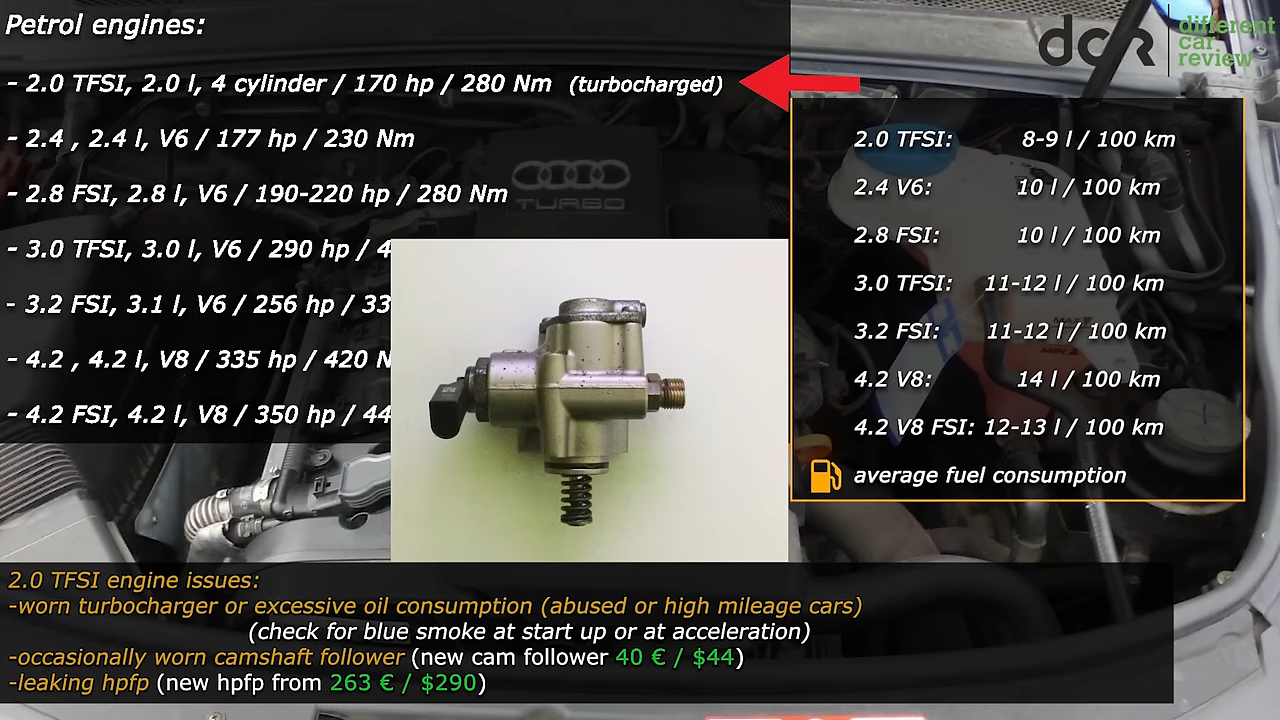 Petrol engines:
- 2.0 TFSI, 2.0 l, 4 cylinder / 170 hp / 280 Nm (turbocharged)
- 2.4 , 2.4 l, V6 / 177 hp / 230 Nm
- 2.8 FSI, 2.8 l, V6 / 190-220 hp / 280 Nm
- 3.0 TFSI, 3.0 l, V6 / 290 hp / 4
- 3.2 FSI, 3.1 l, V6 / 256 hp / 33
- 4.2 , 4.2 l, V8 / 335 hp / 420 N
- 4.2 FSI, 4.2 l, V8 / 350 hp / 44
TURBO
dcr
different
car
review
2.0 TFSI: 8-9 l / 100 km
2.4 V6: 10 l / 100 km
2.8 FSI: 10 l / 100 km
3.0 TFSI: 11-12 l / 100 km
3.2 FSI: 11-12 l / 100 km
4.2 V8: 14 l / 100 km
4.2 V8 FSI: 12-13 l / 100 km
average fuel consumption
2.0 TFSI engine issues:
-worn turbocharger or excessive oil consumption (abused or high mileage cars)
(check for blue smoke at start up or at acceleration)
-occasionally worn camshaft follower (new cam follower 40 € / $44)
-leaking hpfp (new hpfp from 263 € / $290)